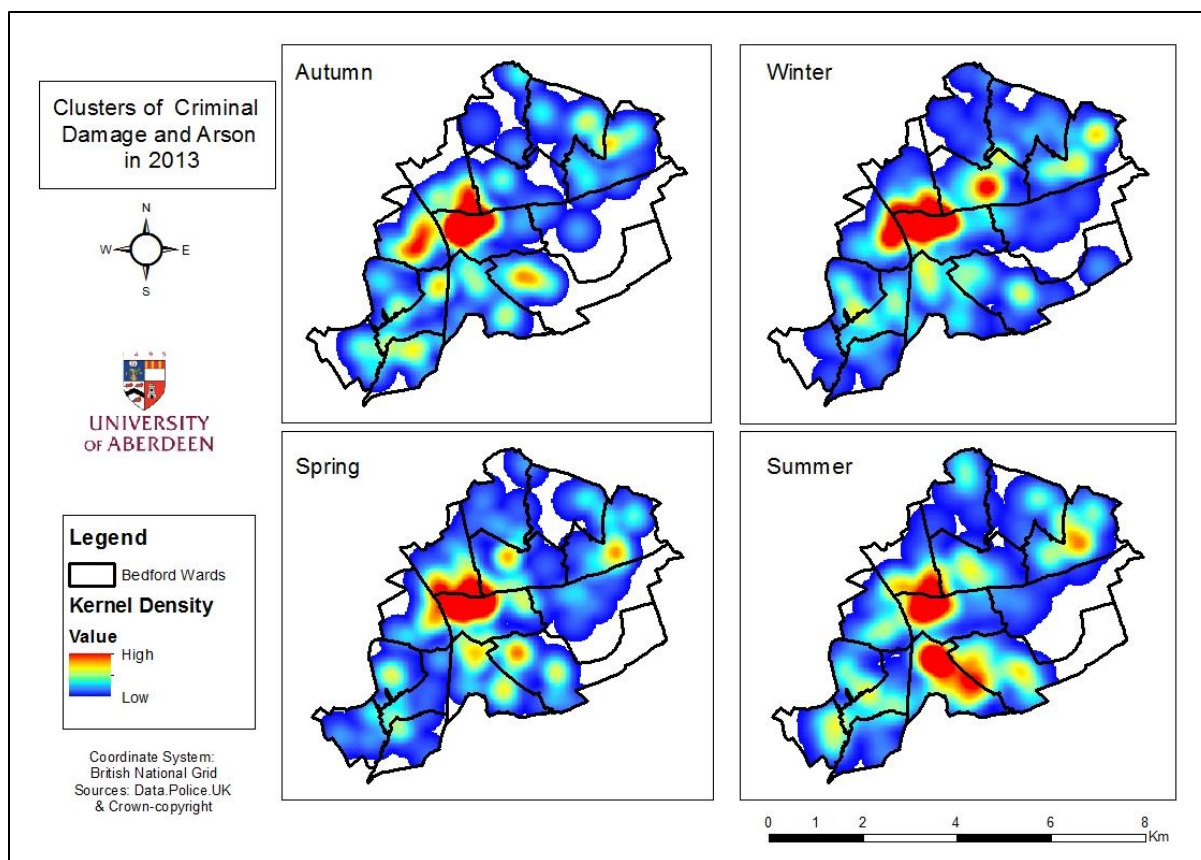 Clusters of Criminal
Damage and Arson
in 2013
N
W
E
S
1495
UNIVERSITY
OF ABERDEEN
Legend
Bedford Wards
Kernel Density
Value
High
Low
Coordinate System:
British National Grid
Sources: Data.Police.UK
& Crown-copyright
Autumn
Winter
Spring
Summer
0 1 2 4 6 8
Km